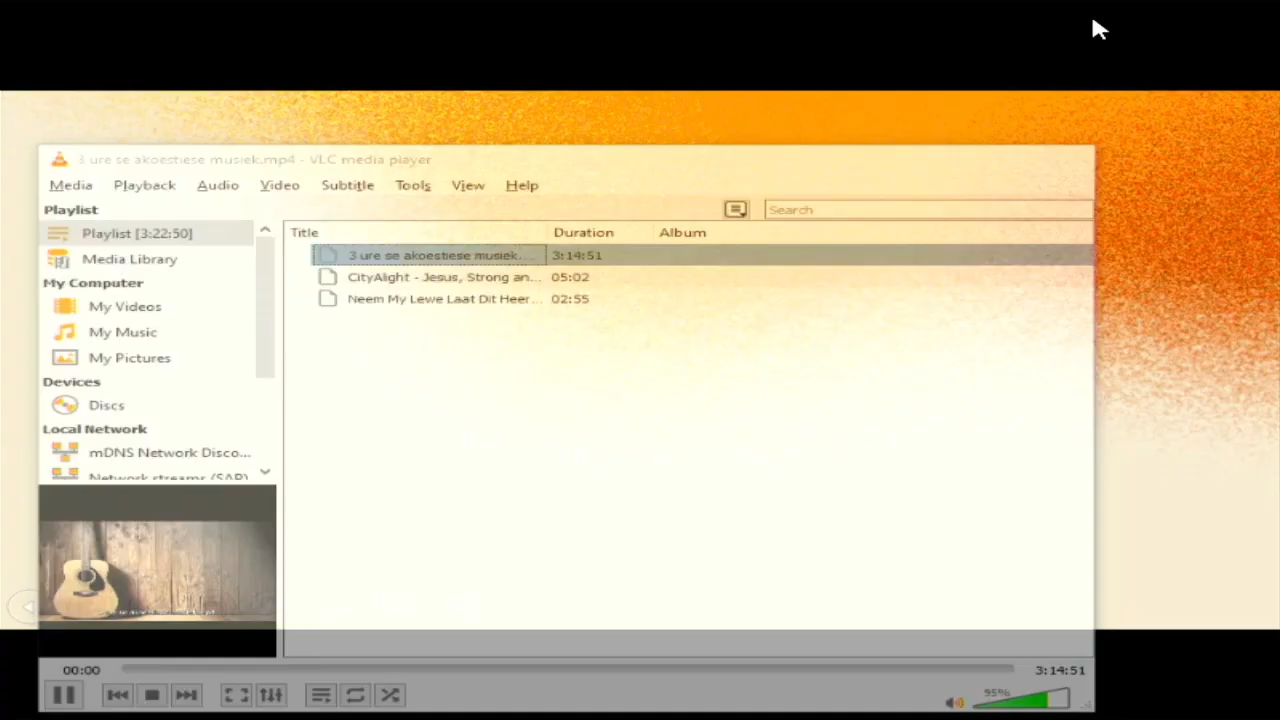 3 ure se akoestiese musiek.mp4 - VLC media player
Media Playback Audio Video Subtitle Tools View Help
Playlist
Search
Playlist [3:22:50]
Media Library
My Computer
My Videos
My Music
My Pictures
Devices
Discs
Local Network
mDNS Network Disco...
Network streams (SAP)
Title Duration Album
3 ure se akoestiese musiek.... 3:14:51
CityAlight - Jesus, Strong an... 05:02
Neem My Lewe Laat Dit Heer... 02:55
00:00
3:14:51
95%